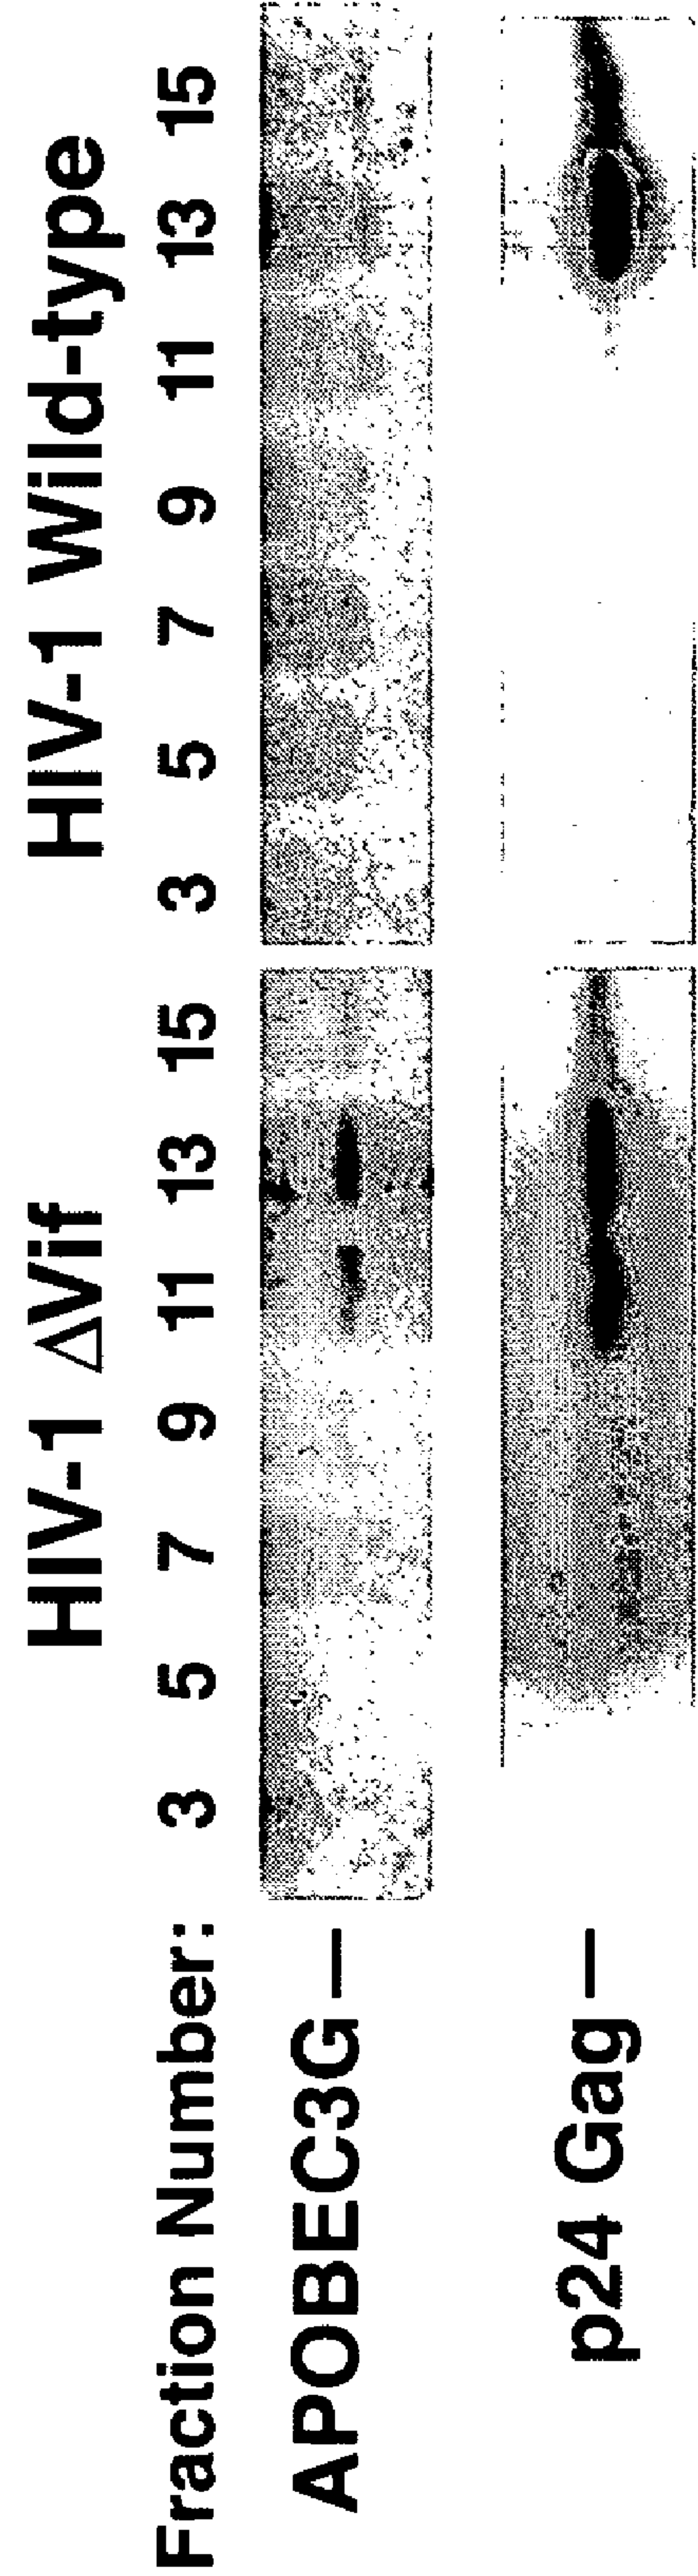 HIV-1 ΔVif HIV-1 Wild-type
Fraction Number: 3 5 7 9 11 13 15 3 5 7 9 11 13 15
APOBEC3G —
p24 Gag —